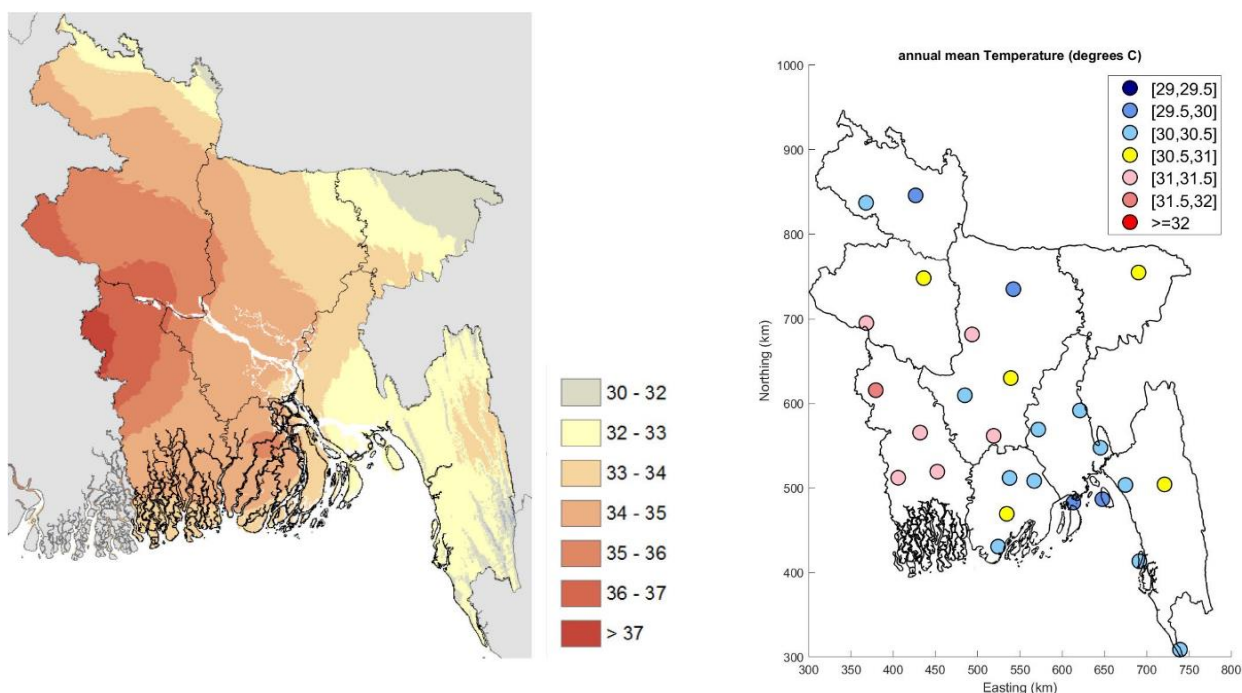 30 - 32
32 - 33
33 - 34
34 - 35
35 - 36
36 - 37
> 37
annual mean Temperature (degrees C)
[29,29.5]
[29.5,30]
[30,30.5]
[30.5,31]
[31,31.5]
[31.5,32]
>=32
1000
900
800
700
600
500
400
300
Northing (km)
300 350 400 450 500 550 600 650 700 750 800
Easting (km)